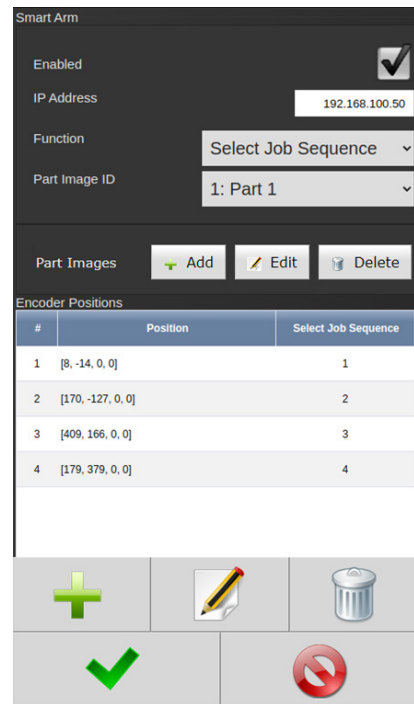 Smart Arm
Enabled
IP Address 192.168.100.50
Function Select Job Sequence
Part Image ID 1: Part 1
Part Images Add Edit Delete
Encoder Positions
# Position Select Job Sequence
1 [8, -14, 0, 0] 1
2 [170, -127, 0, 0] 2
3 [409, 166, 0, 0] 3
4 [179, 379, 0, 0] 4